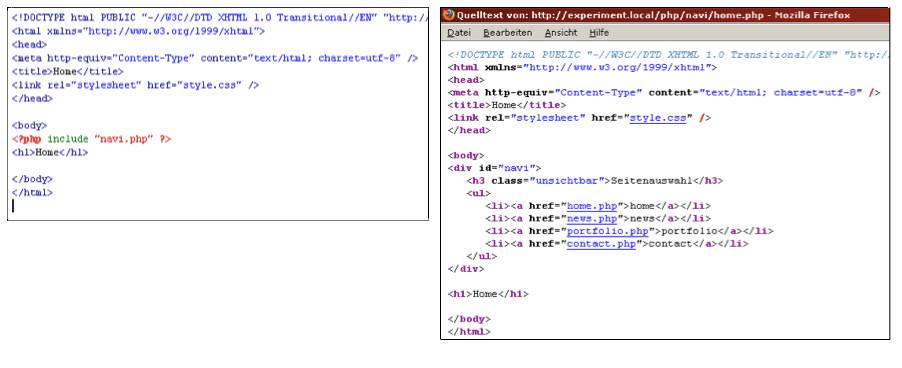 <!DOCTYPE html PUBLIC "-//W3C//DTD XHTML 1.0 Transitional//EN" "http:/
<html xmlns="http://www.w3.org/1999/xhtml">
<head>
<meta http-equiv="Content-Type" content="text/html; charset=utf-8" />
<title>Home</title>
<link rel="stylesheet" href="style.css" />
</head>
<body>
<?php include "navi.php" ?>
<h1>Home</h1>
</body>
</html>
Quelltext von: http://experiment.local/php/navi/home.php - Mozilla Firefox
Datei Bearbeiten Ansicht Hilfe
<!DOCTYPE html PUBLIC "-//W3C//DTD XHTML 1.0 Transitional//EN" "http:/
<html xmlns="http://www.w3.org/1999/xhtml">
<head>
<meta http-equiv="Content-Type" content="text/html; charset=utf-8" />
<title>Home</title>
<link rel="stylesheet" href="style.css" />
</head>
<body>
<div id="navi">
<h3 class="unsichtbar">Seitenauswahl</h3>
<ul>
<li><a href="home.php">home</a></li>
<li><a href="news.php">news</a></li>
<li><a href="portfolio.php">portfolio</a></li>
<li><a href="contact.php">contact</a></li>
</ul>
</div>
<h1>Home</h1>
</body>
</html>